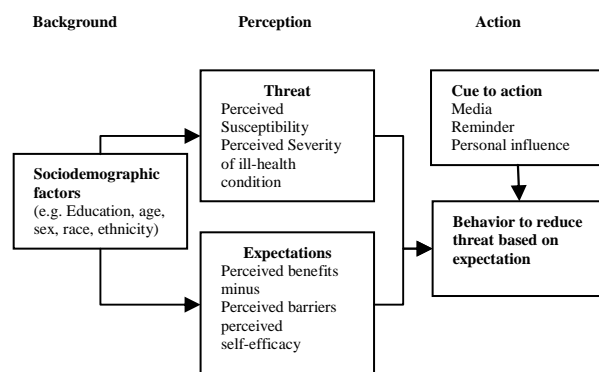 Background Perception Action
Threat
Perceived
Susceptibility
Perceived Severity
of ill-health
condition
Cue to action
Media
Reminder
Personal influence
Sociodemographic
factors
(e.g. Education, age,
sex, race, ethnicity)
Expectations
Perceived benefits
minus
Perceived barriers
perceived
self-efficacy
Behavior to reduce
threat based on
expectation